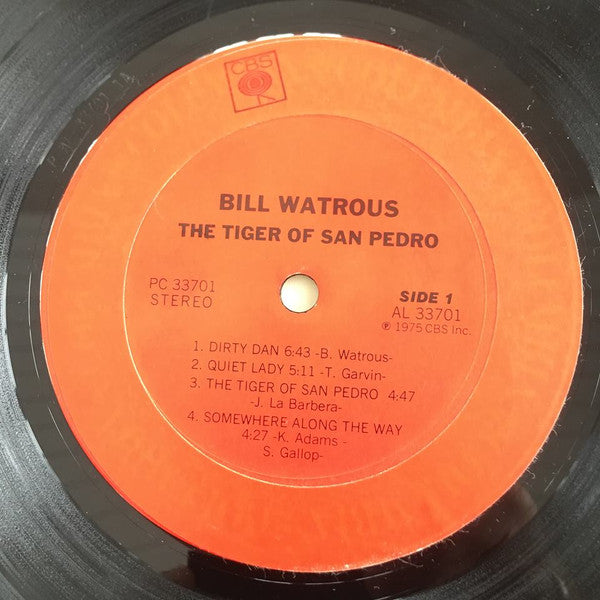 CBS
BILL WATROUS
THE TIGER OF SAN PEDRO
PC 33701
STEREO
SIDE 1
AL 33701
℗ 1975 CBS Inc.
1. DIRTY DAN 6:43 -B. Watrous-
2. QUIET LADY 5:11 -T. Garvin-
3. THE TIGER OF SAN PEDRO 4:47
-J. La Barbera-
4. SOMEWHERE ALONG THE WAY
4:27 -K. Adams -
S. Gallop-